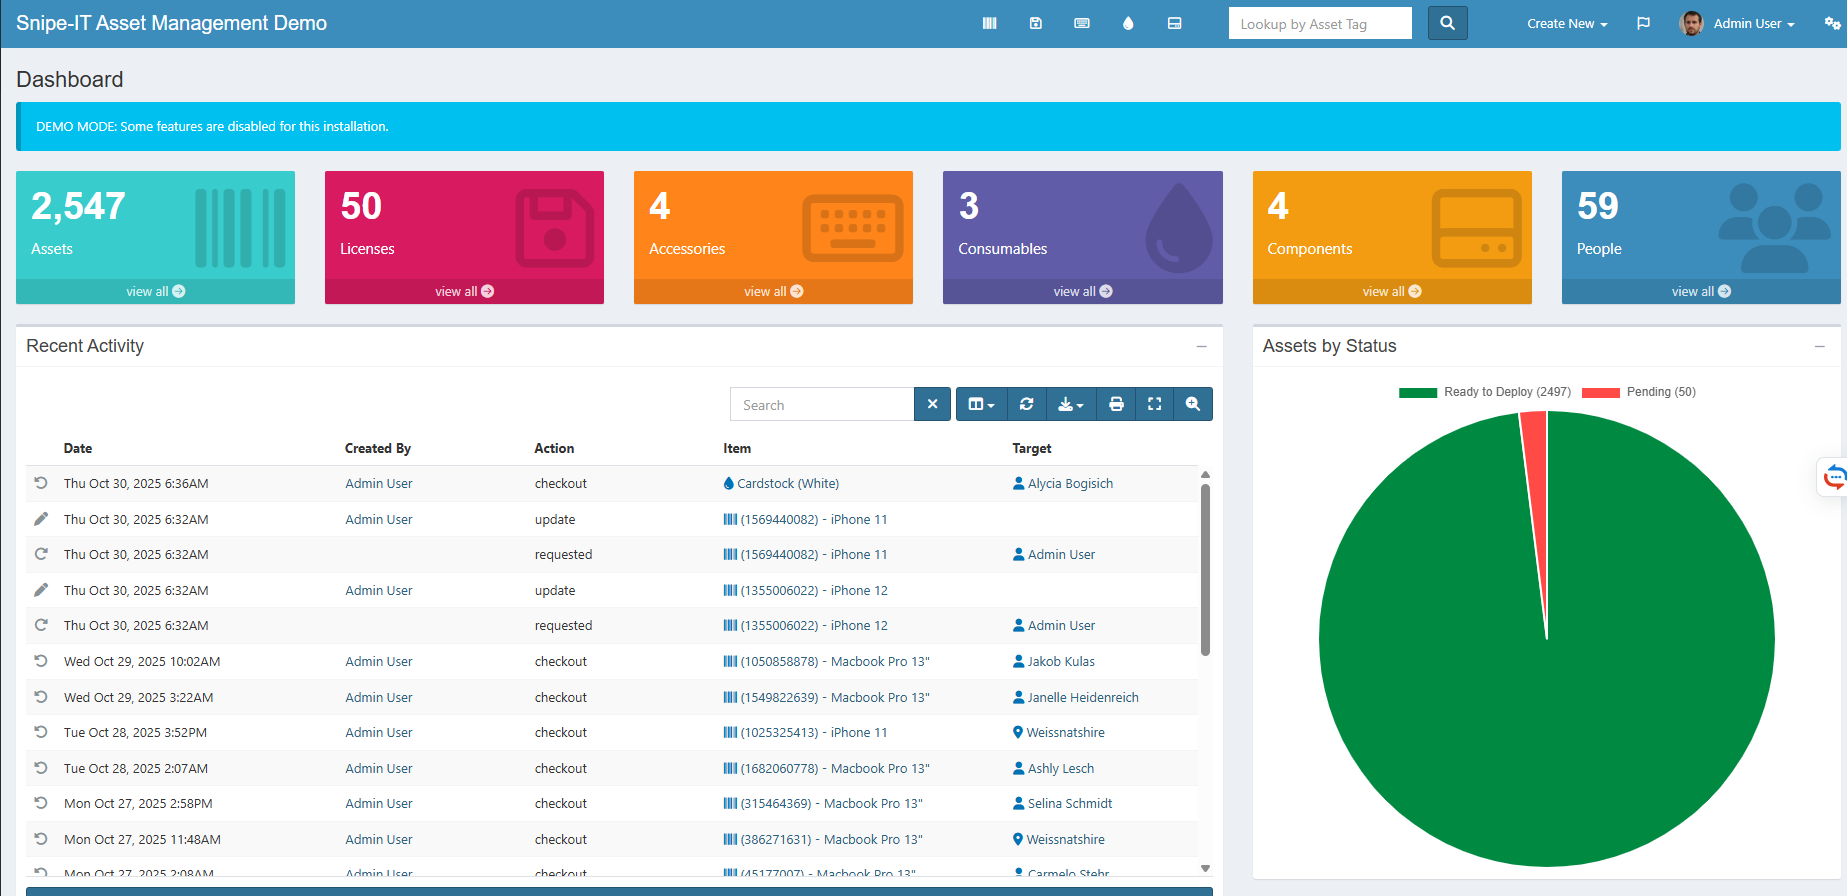 Snipe-IT Asset Management Demo
Lookup by Asset Tag
Create New
Admin User
Dashboard
DEMO MODE: Some features are disabled for this installation.
2,547
Assets
view all
50
Licenses
view all
4
Accessories
view all
3
Consumables
view all
4
Components
view all
59
People
view all
Recent Activity
Search
Date Created By Action Item Target
Thu Oct 30, 2025 6:36AM Admin User checkout Cardstock (White) Alycia Bogisich
Thu Oct 30, 2025 6:32AM Admin User update (1569440082) - iPhone 11
Thu Oct 30, 2025 6:32AM requested (1569440082) - iPhone 11 Admin User
Thu Oct 30, 2025 6:32AM Admin User update (1355006022) - iPhone 12
Thu Oct 30, 2025 6:32AM requested (1355006022) - iPhone 12 Admin User
Wed Oct 29, 2025 10:02AM Admin User checkout (1050858878) - Macbook Pro 13" Jakob Kulas
Wed Oct 29, 2025 3:22AM Admin User checkout (1549822639) - Macbook Pro 13" Janelle Heidenreich
Tue Oct 28, 2025 3:52PM Admin User checkout (1025325413) - iPhone 11 Weissnatshire
Tue Oct 28, 2025 2:07AM Admin User checkout (1682060778) - Macbook Pro 13" Ashly Lesch
Mon Oct 27, 2025 2:58PM Admin User checkout (315464369) - Macbook Pro 13" Selina Schmidt
Mon Oct 27, 2025 11:48AM Admin User checkout (386271631) - Macbook Pro 13" Weissnatshire
Mon Oct 27, 2025 2:08AM Admin User checkout (45177007) - Macbook Pro 13" Carmelo Stehr
Assets by Status
Ready to Deploy (2497) Pending (50)